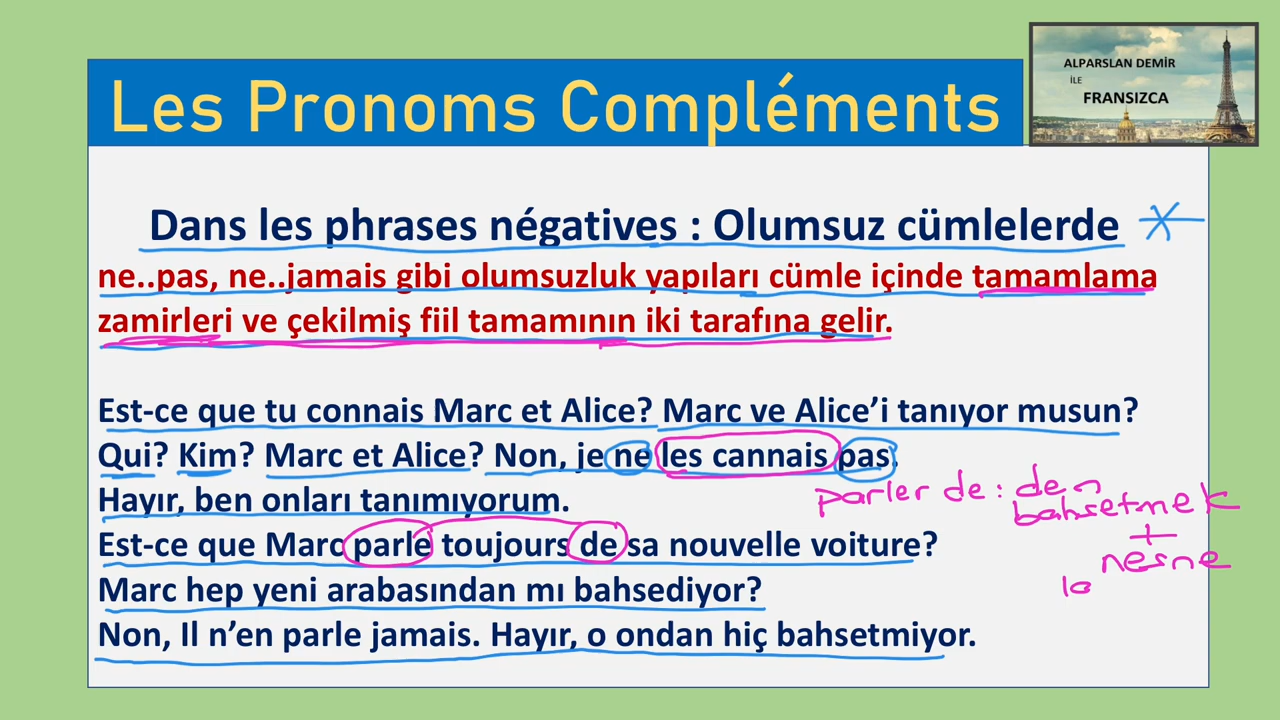 Les Pronoms Compléments
ALPARSLAN DEMİR
İLE
FRANSIZCA
Dans les phrases négatives : Olumsuz cümlelerde
ne..pas, ne..jamais gibi olumsuzluk yapıları cümle içinde tamamlama
zamirleri ve çekilmiş fiil tamamının iki tarafına gelir.
Est-ce que tu connais Marc et Alice? Marc ve Alice’i tanıyor musun?
Qui? Kim? Marc et Alice? Non, je ne les cannais pas.
Hayır, ben onları tanımıyorum.
parler de : den
bahsetmek
+
nesne
Est-ce que Marc parle toujours de sa nouvelle voiture?
Marc hep yeni arabasından mı bahsediyor?
Non, Il n’en parle jamais. Hayır, o ondan hiç bahsetmiyor.